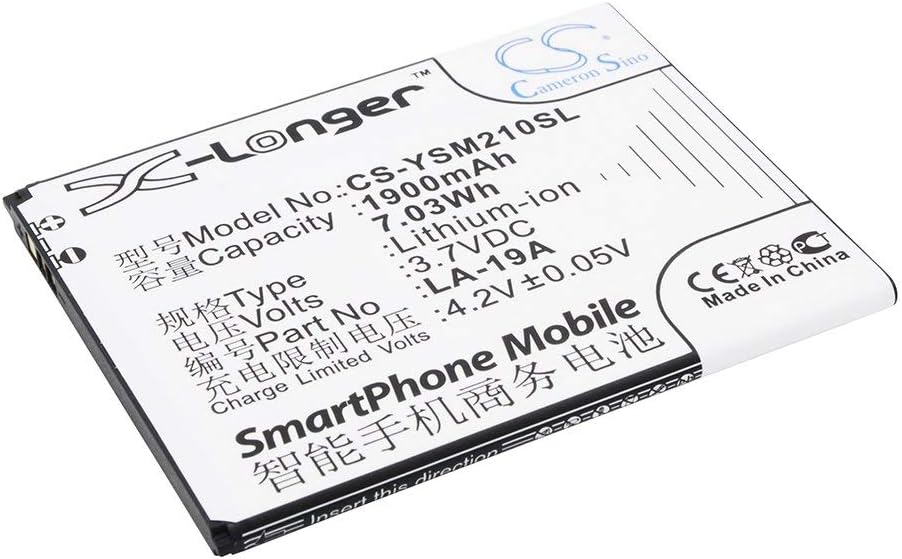 X-Longer™
CS
Cameron Sino
型号Model No: CS-YSM210SL
容量Capacity 1900mAh
7.03Wh
规格Type Lithium-ion
电压Volts 3.7VDC
编号Part No LA-19A
充电限制电压 4.2V±0.05V
Charge Limited Volts
SmartPhone Mobile
智能手机商务电池
CE
Made In China